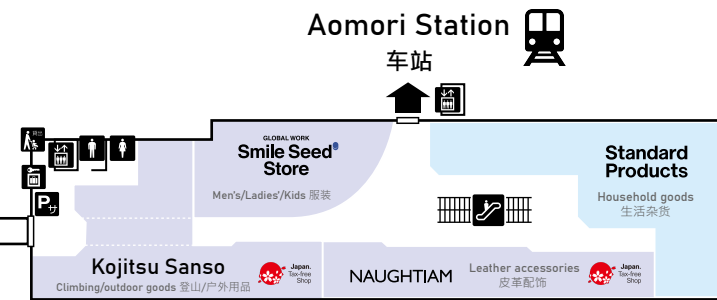 Aomori Station
车站
GLOBAL WORK
Smile Seed
Store
Men's/Ladies'/Kids 服装
Standard
Products
Household goods
生活杂货
P サ
Kojitsu Sanso
Climbing/outdoor goods 登山/户外用品
Japan.
Tax-free
Shop
NAUGHTIAM
Leather accessories
皮革配饰
Japan.
Tax-free
Shop